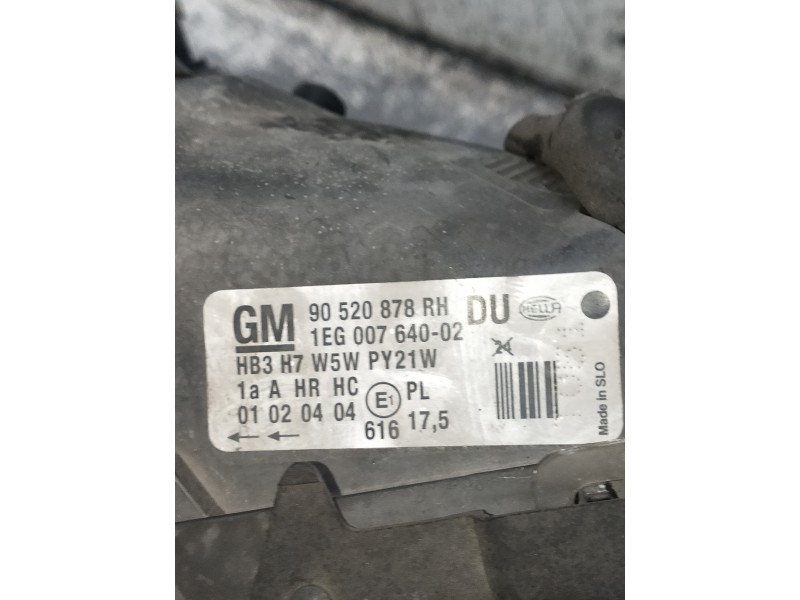 GM 90 520 878 RH DU HELLA
1EG 007 640-02
HB3 H7 W5W PY21W 24
1a A HR HC E1 PL
01 02 04 04 616 17,5
Made in SLO